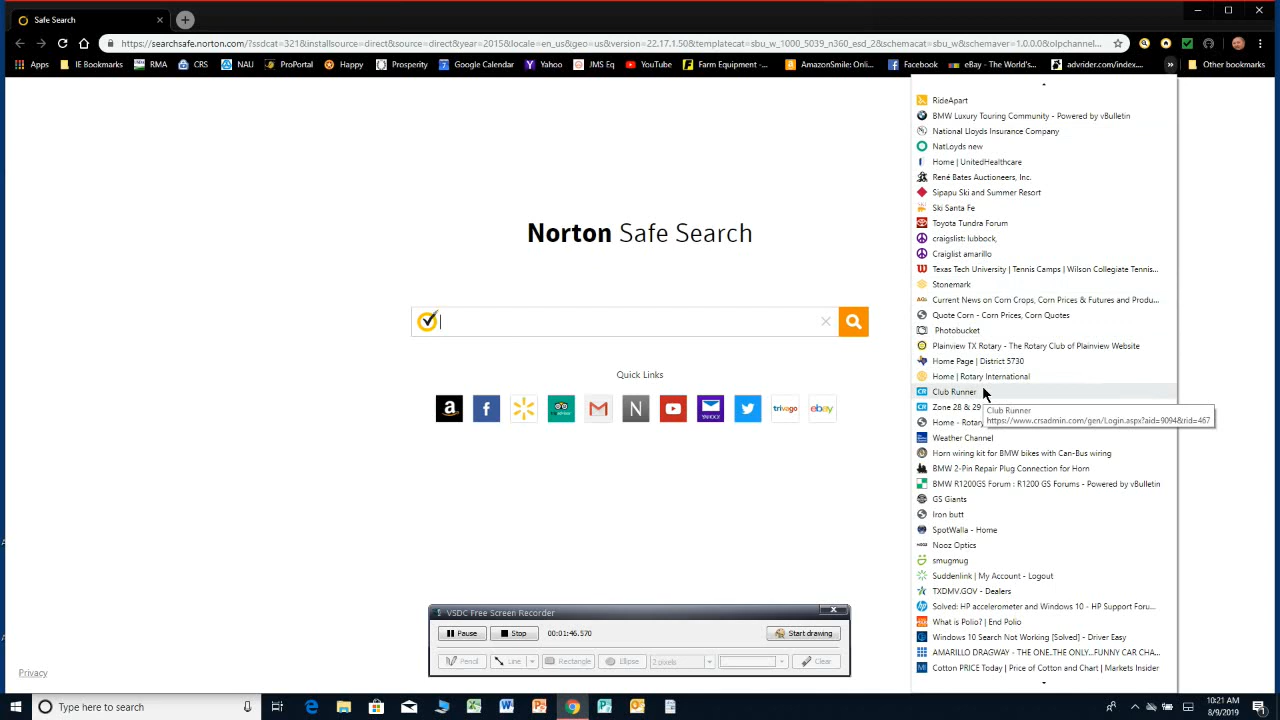 Safe Search
https://searchsafe.norton.com/?ssdcat=321&installsource=direct&source=direct&year=2015&locale=en_us&geo=us&version=22.17.1.50&templatecat=sbu_w_1000_5039_n360_esd_2&schemacat=sbu_w&schemaver=1.0.0.0&olpchannel...
Apps IE Bookmarks RMA CRS NAU ProPortal Happy Prosperity Google Calendar Yahoo JMS Eq YouTube Farm Equipment -... AmazonSmile: Onli... Facebook eBay - The World's... advrider.com/index... » Other bookmarks
RideApart
BMW Luxury Touring Community - Powered by vBulletin
National Lloyds Insurance Company
NatLoyds new
Home | UnitedHealthcare
René Bates Auctioneers, Inc.
Sipapu Ski and Summer Resort
Ski Santa Fe
Toyota Tundra Forum
craigslist: lubbock,
Craiglist amarillo
Texas Tech University | Tennis Camps | Wilson Collegiate Tennis...
Stonemark
Current News on Corn Crops, Corn Prices & Futures and Produ...
Quote Corn - Corn Prices, Corn Quotes
Photobucket
Plainview TX Rotary - The Rotary Club of Plainview Website
Home Page | District 5730
Home | Rotary International
Club Runner
Zone 28 & 29
Home - Rotary
Club Runner
https://www.crsadmin.com/gen/Login.aspx?aid=9094&rid=467
Weather Channel
Horn wiring kit for BMW bikes with Can-Bus wiring
BMW 2-Pin Repair Plug Connection for Horn
BMW R1200GS Forum : R1200 GS Forums - Powered by vBulletin
GS Giants
Iron butt
SpotWalla - Home
Nooz Optics
smugmug
Suddenlink | My Account - Logout
TXDMV.GOV - Dealers
Solved: HP accelerometer and Windows 10 - HP Support Foru...
What is Polio? | End Polio
Windows 10 Search Not Working [Solved] - Driver Easy
AMARILLO DRAGWAY - THE ONE..THE ONLY...FUNNY CAR CHA...
Cotton PRICE Today | Price of Cotton and Chart | Markets Insider
Norton Safe Search
Quick Links
a f N YAHOO! trivago ebay
VSDC Free Screen Recorder
Pause Stop 00:01:46.570 Start drawing
Pencil Line Rectangle Ellipse 2 pixels Clear
Privacy
Type here to search
10:21 AM
8/9/2019